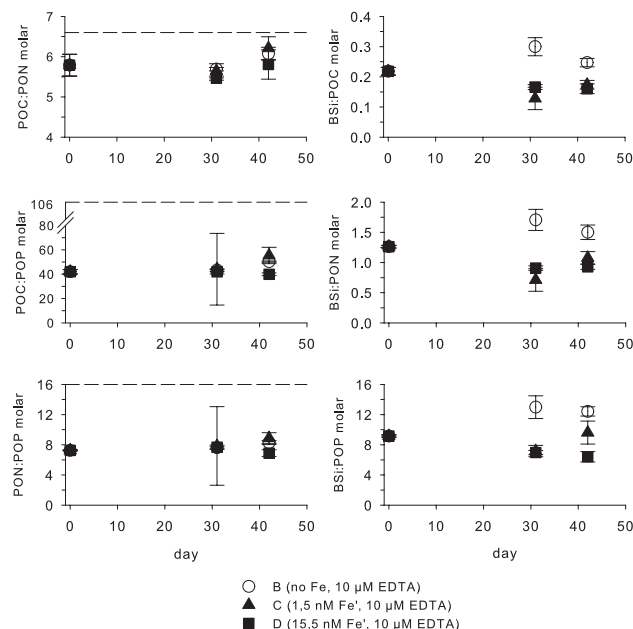 POC:PON molar
7
6
5
4
0 10 20 30 40 50
BSi:POC molar
0.4
0.3
0.2
0.1
0.0
0 10 20 30 40 50
POC:POP molar
106
80
60
40
20
0
0 10 20 30 40 50
BSi:PON molar
2.0
1.5
1.0
0.5
0.0
0 10 20 30 40 50
PON:POP molar
16
12
8
4
0
0 10 20 30 40 50
day
BSi:POP molar
16
12
8
4
0
0 10 20 30 40 50
day
B (no Fe, 10 µM EDTA)
C (1,5 nM Fe', 10 µM EDTA)
D (15,5 nM Fe', 10 µM EDTA)